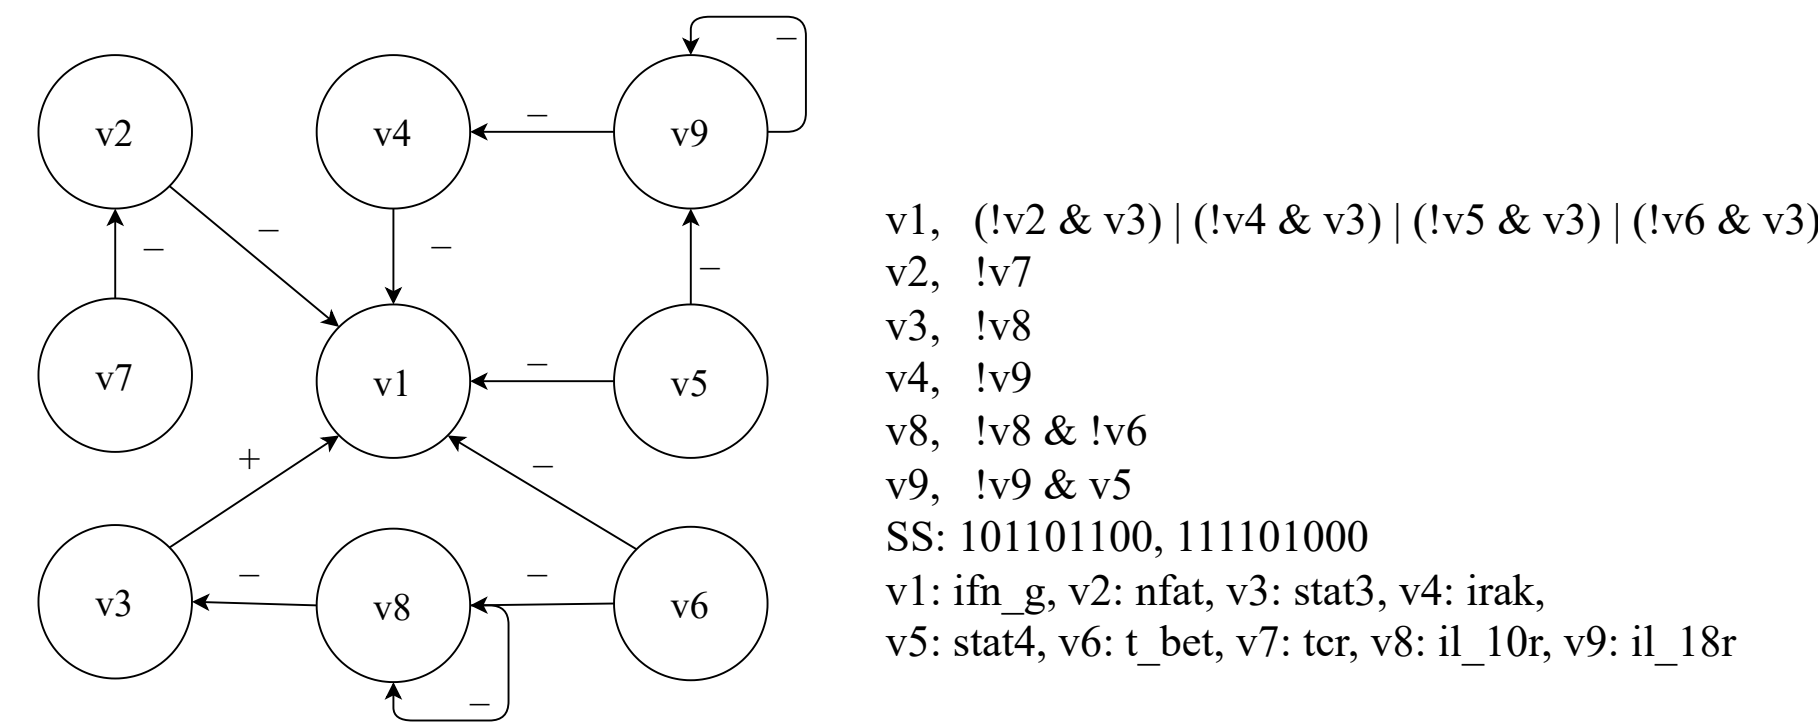 v2
v4
v9
–
–
–
–
–
–
v7
v1
v5
–
+
–
v3
v8
v6
–
–
–
v1, (!v2 & v3) | (!v4 & v3) | (!v5 & v3) | (!v6 & v3)
v2, !v7
v3, !v8
v4, !v9
v8, !v8 & !v6
v9, !v9 & v5
SS: 101101100, 111101000
v1: ifn_g, v2: nfat, v3: stat3, v4: irak,
v5: stat4, v6: t_bet, v7: tcr, v8: il_10r, v9: il_18r